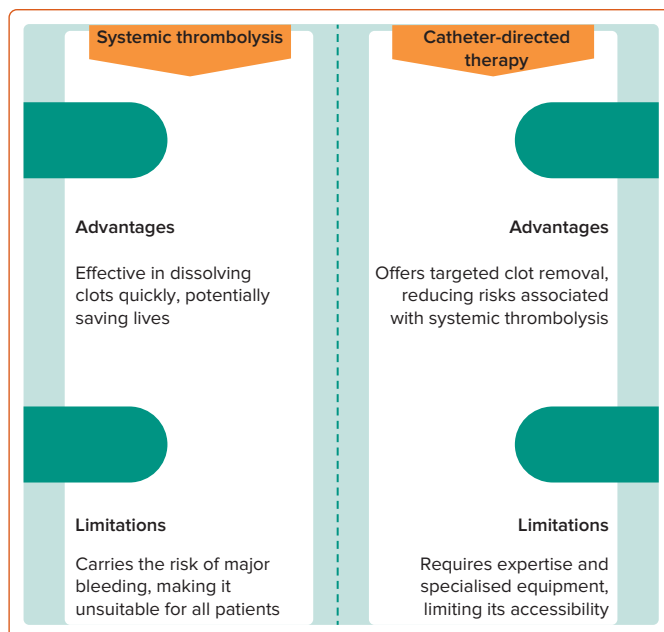 Systemic thrombolysis
Advantages
Effective in dissolving
clots quickly, potentially
saving lives
Limitations
Carries the risk of major
bleeding, making it
unsuitable for all patients
Catheter-directed
therapy
Advantages
Offers targeted clot removal,
reducing risks associated
with systemic thrombolysis
Limitations
Requires expertise and
specialised equipment,
limiting its accessibility